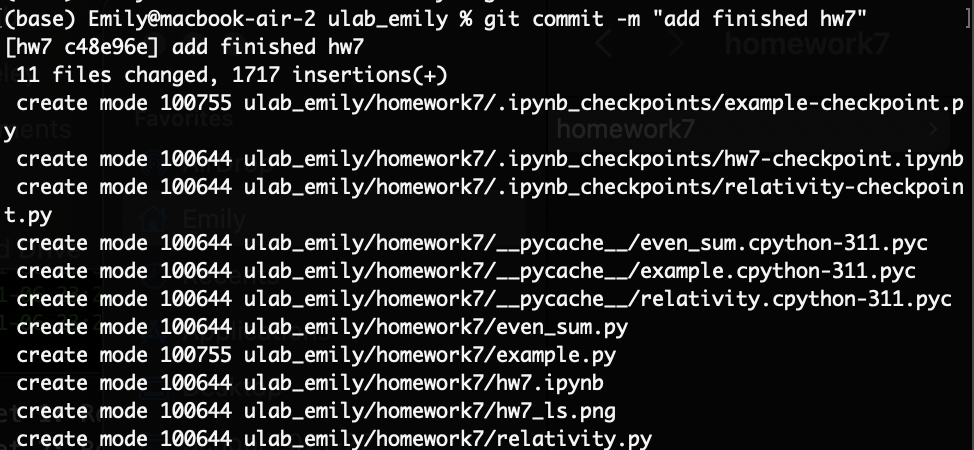 (base) Emily@macbook-air-2 ulab_emily % git commit -m "add finished hw7" ]
[hw7 c48e96e] add finished hw7
homework7
 11 files changed, 1717 insertions(+)
 create mode 100755 ulab_emily/homework7/.ipynb_checkpoints/example-checkpoint.p
y
Favorites
homework7
 create mode 100644 ulab_emily/homework7/.ipynb_checkpoints/hw7-checkpoint.ipynb
 create mode 100644 ulab_emily/homework7/.ipynb_checkpoints/relativity-checkpoin
t.py
Emily
 create mode 100644 ulab_emily/homework7/__pycache__/even_sum.cpython-311.pyc
 create mode 100644 ulab_emily/homework7/__pycache__/example.cpython-311.pyc
 create mode 100644 ulab_emily/homework7/__pycache__/relativity.cpython-311.pyc
 create mode 100644 ulab_emily/homework7/even_sum.py
 create mode 100755 ulab_emily/homework7/example.py
 create mode 100644 ulab_emily/homework7/hw7.ipynb
 create mode 100644 ulab_emily/homework7/hw7_ls.png
 create mode 100644 ulab_emily/homework7/relativity.py